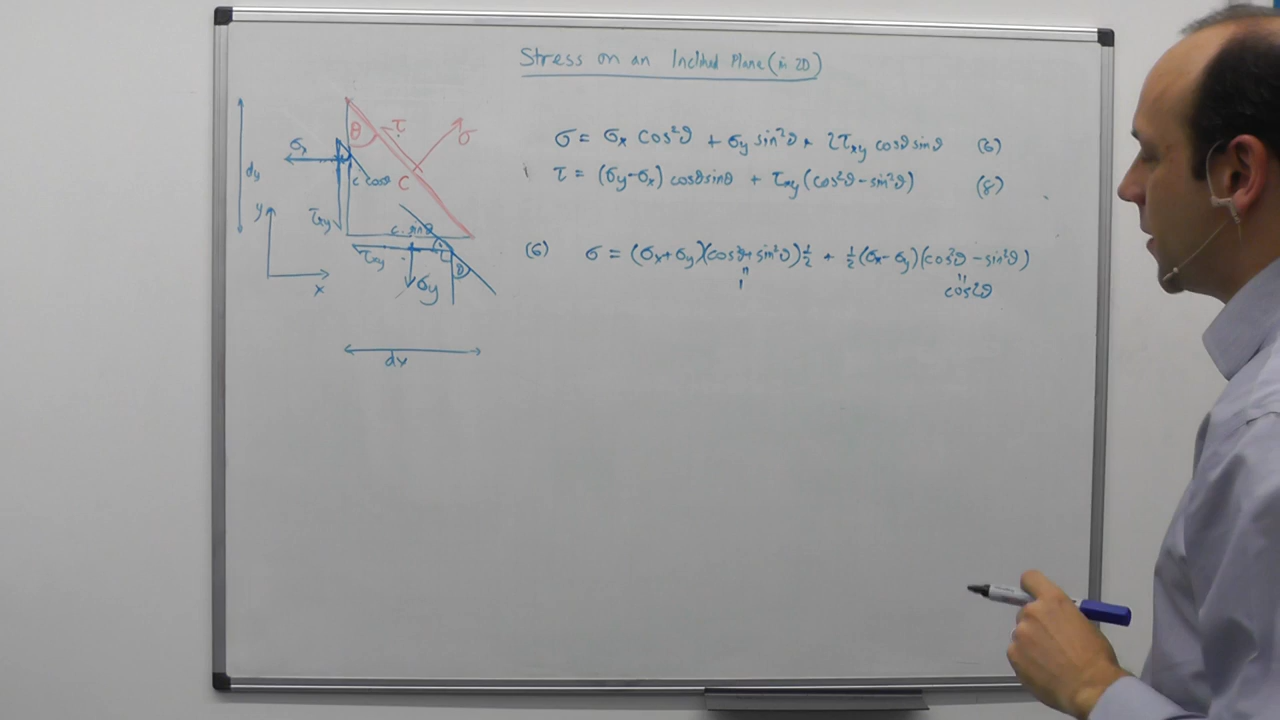 Stress on an Inclined Plane (in 2D)
σ = σx cos²θ + σy sin²θ + 2τxy cosθ sinθ (6)
τ = (σy-σx) cosθ sinθ + τxy (cos²θ - sin²θ) (8)
(6) σ = (σx+σy)(cos²θ+sin²θ)½ + ½(σx-σy)(cos²θ - sin²θ)
" "
1 cos2θ
θ τ σ
σx
dy
c cosθ C
y τxy c.sinθ
τxy θ
σy
x
dx